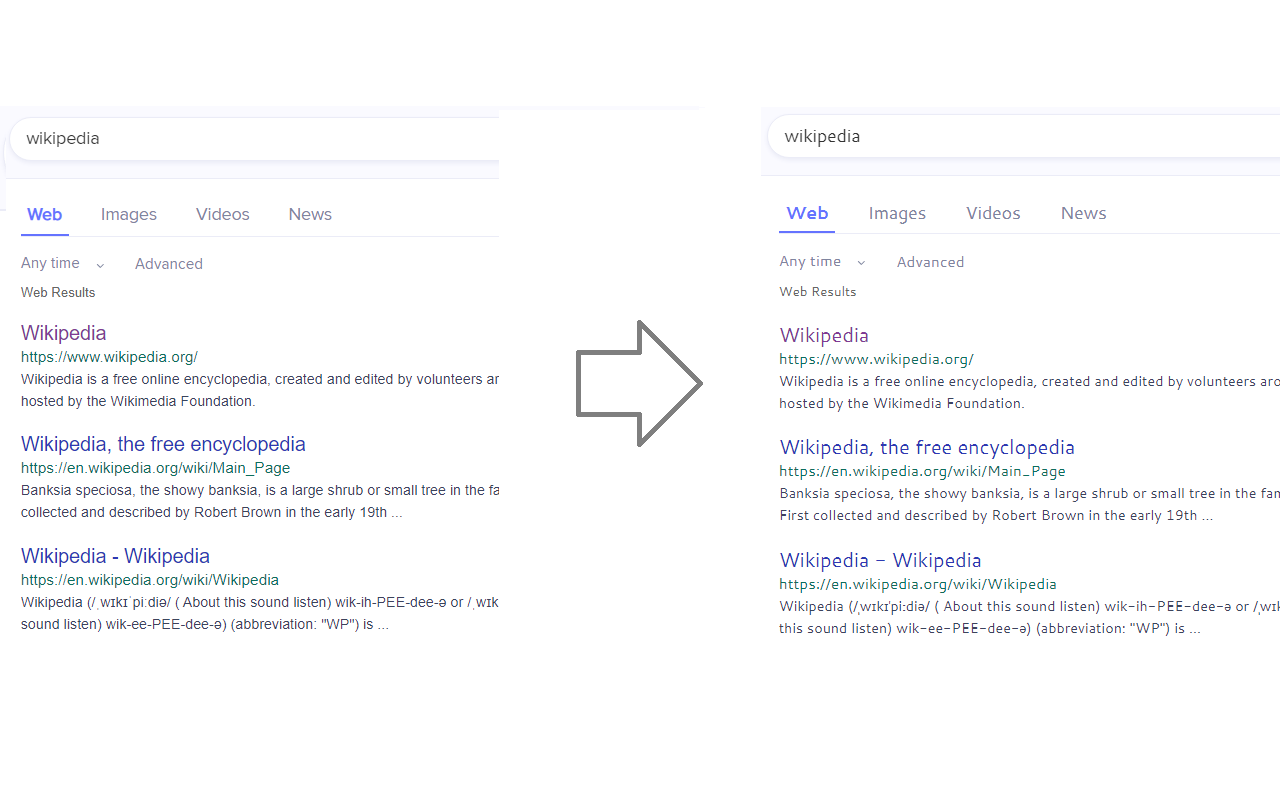 wikipedia
Web Images Videos News
Any time Advanced
Web Results
Wikipedia
https://www.wikipedia.org/
Wikipedia is a free online encyclopedia, created and edited by volunteers ar
hosted by the Wikimedia Foundation.
Wikipedia, the free encyclopedia
https://en.wikipedia.org/wiki/Main_Page
Banksia speciosa, the showy banksia, is a large shrub or small tree in the fa
collected and described by Robert Brown in the early 19th ...
Wikipedia - Wikipedia
https://en.wikipedia.org/wiki/Wikipedia
Wikipedia (/ˌwɪkɪˈpiːdiə/ ( About this sound listen) wik-ih-PEE-dee-ə or /ˌwɪk
sound listen) wik-ee-PEE-dee-ə) (abbreviation: "WP") is ...
wikipedia
Web Images Videos News
Any time Advanced
Web Results
Wikipedia
https://www.wikipedia.org/
Wikipedia is a free online encyclopedia, created and edited by volunteers aro
hosted by the Wikimedia Foundation.
Wikipedia, the free encyclopedia
https://en.wikipedia.org/wiki/Main_Page
Banksia speciosa, the showy banksia, is a large shrub or small tree in the fam
First collected and described by Robert Brown in the early 19th ...
Wikipedia - Wikipedia
https://en.wikipedia.org/wiki/Wikipedia
Wikipedia (/ˌwɪkɪˈpiːdiə/ ( About this sound listen) wik-ih-PEE-dee-ə or /ˌwɪk
this sound listen) wik-ee-PEE-dee-ə) (abbreviation: "WP") is ...